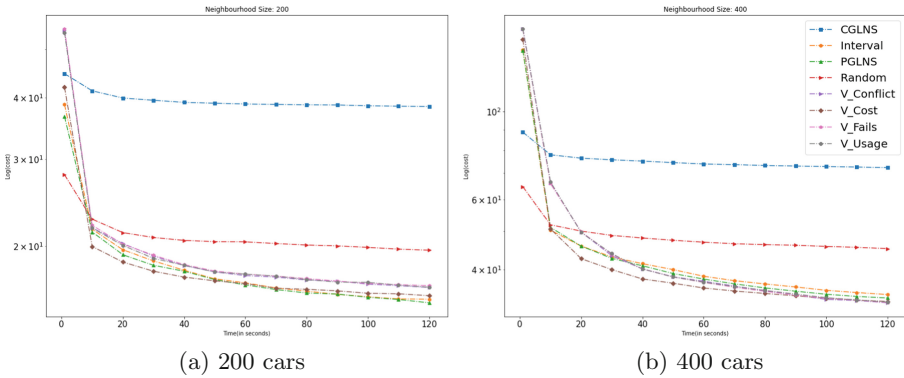 Neighbourhood Size: 200
Log(cost)
4 × 10¹
3 × 10¹
2 × 10¹
0 20 40 60 80 100 120
Time(in seconds)
(a) 200 cars
Neighbourhood Size: 400
Log(cost)
10²
6 × 10¹
4 × 10¹
0 20 40 60 80 100 120
Time(in seconds)
CGLNS
Interval
PGLNS
Random
V_Conflict
V_Cost
V_Fails
V_Usage
(b) 400 cars